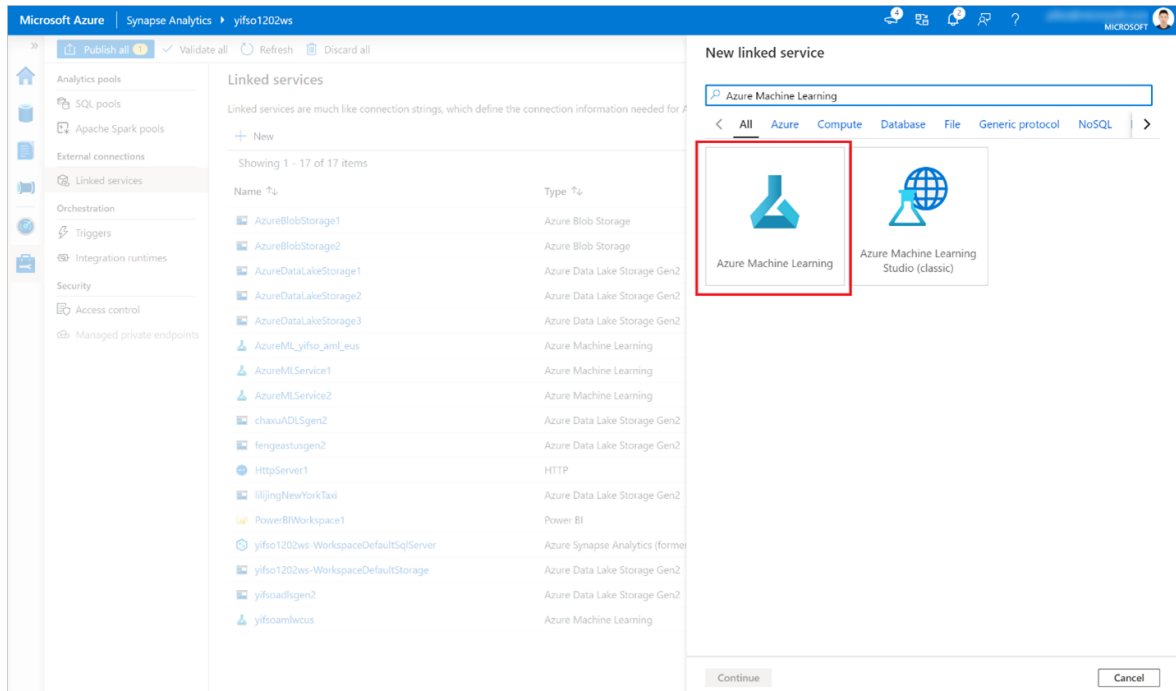 Microsoft Azure Synapse Analytics yifso1202ws 4 2 ? MICROSOFT
» Publish all 1 Validate all Refresh Discard all
Analytics pools
SQL pools
Apache Spark pools
External connections
Linked services
Orchestration
Triggers
Integration runtimes
Security
Access control
Managed private endpoints
Linked services
Linked services are much like connection strings, which define the connection information needed for A
+ New
Showing 1 - 17 of 17 items
Name ↑↓ Type ↑↓
AzureBlobStorage1 Azure Blob Storage
AzureBlobStorage2 Azure Blob Storage
AzureDataLakeStorage1 Azure Data Lake Storage Gen2
AzureDataLakeStorage2 Azure Data Lake Storage Gen2
AzureDataLakeStorage3 Azure Data Lake Storage Gen2
AzureML_yifso_aml_eus Azure Machine Learning
AzureMLService1 Azure Machine Learning
AzureMLService2 Azure Machine Learning
chaxuADLSgen2 Azure Data Lake Storage Gen2
fengeastusgen2 Azure Data Lake Storage Gen2
HttpServer1 HTTP
lilijingNewYorkTaxi Azure Data Lake Storage Gen2
PowerBIWorkspace1 Power BI
yifso1202ws-WorkspaceDefaultSqlServer Azure Synapse Analytics (former
yifso1202ws-WorkspaceDefaultStorage Azure Data Lake Storage Gen2
yifsoadlsgen2 Azure Data Lake Storage Gen2
yifsoamlwcus Azure Machine Learning
New linked service
Azure Machine Learning
< All Azure Compute Database File Generic protocol NoSQL >
Azure Machine Learning
Azure Machine Learning
Studio (classic)
Continue Cancel